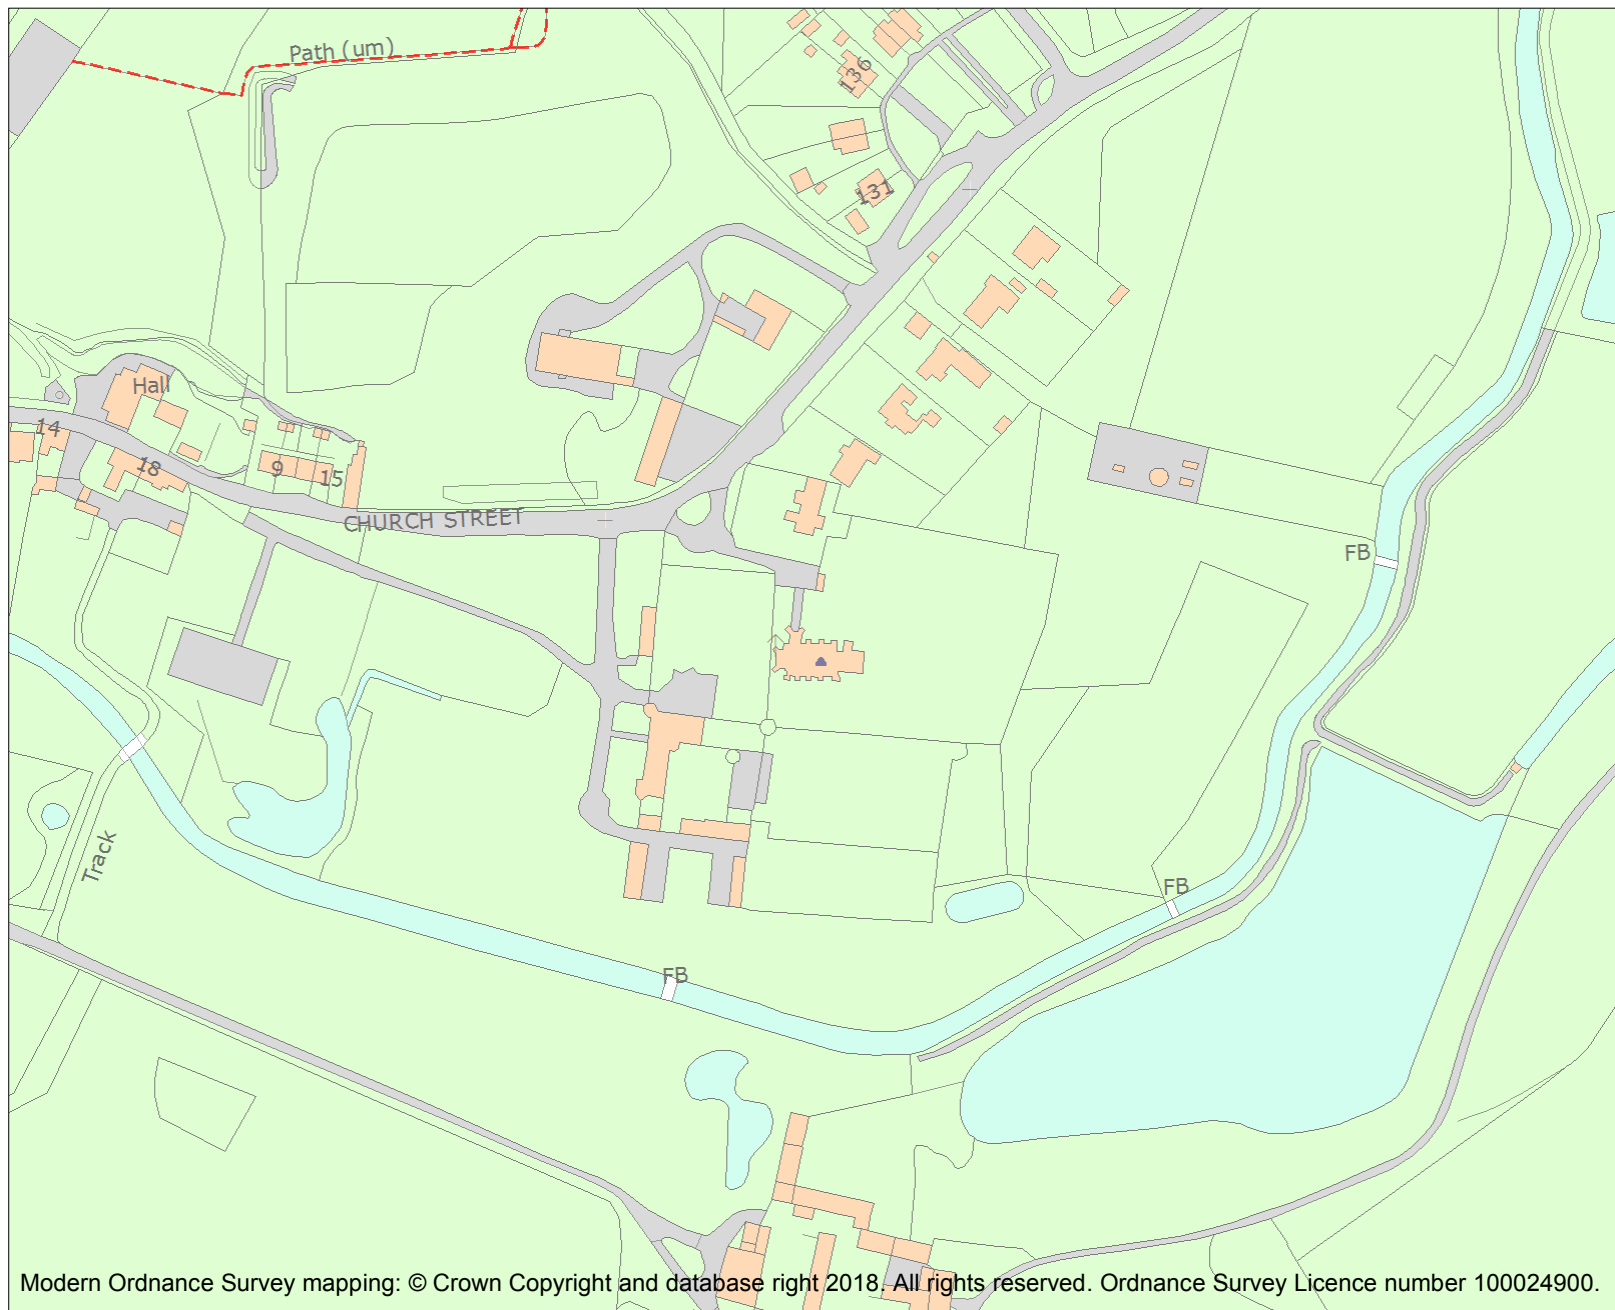 Path (um)
136
131
Hall
14
18
9
15
CHURCH STREET
FB
Track
FB
FB
Modern Ordnance Survey mapping: © Crown Copyright and database right 2018. All rights reserved. Ordnance Survey Licence number 100024900.